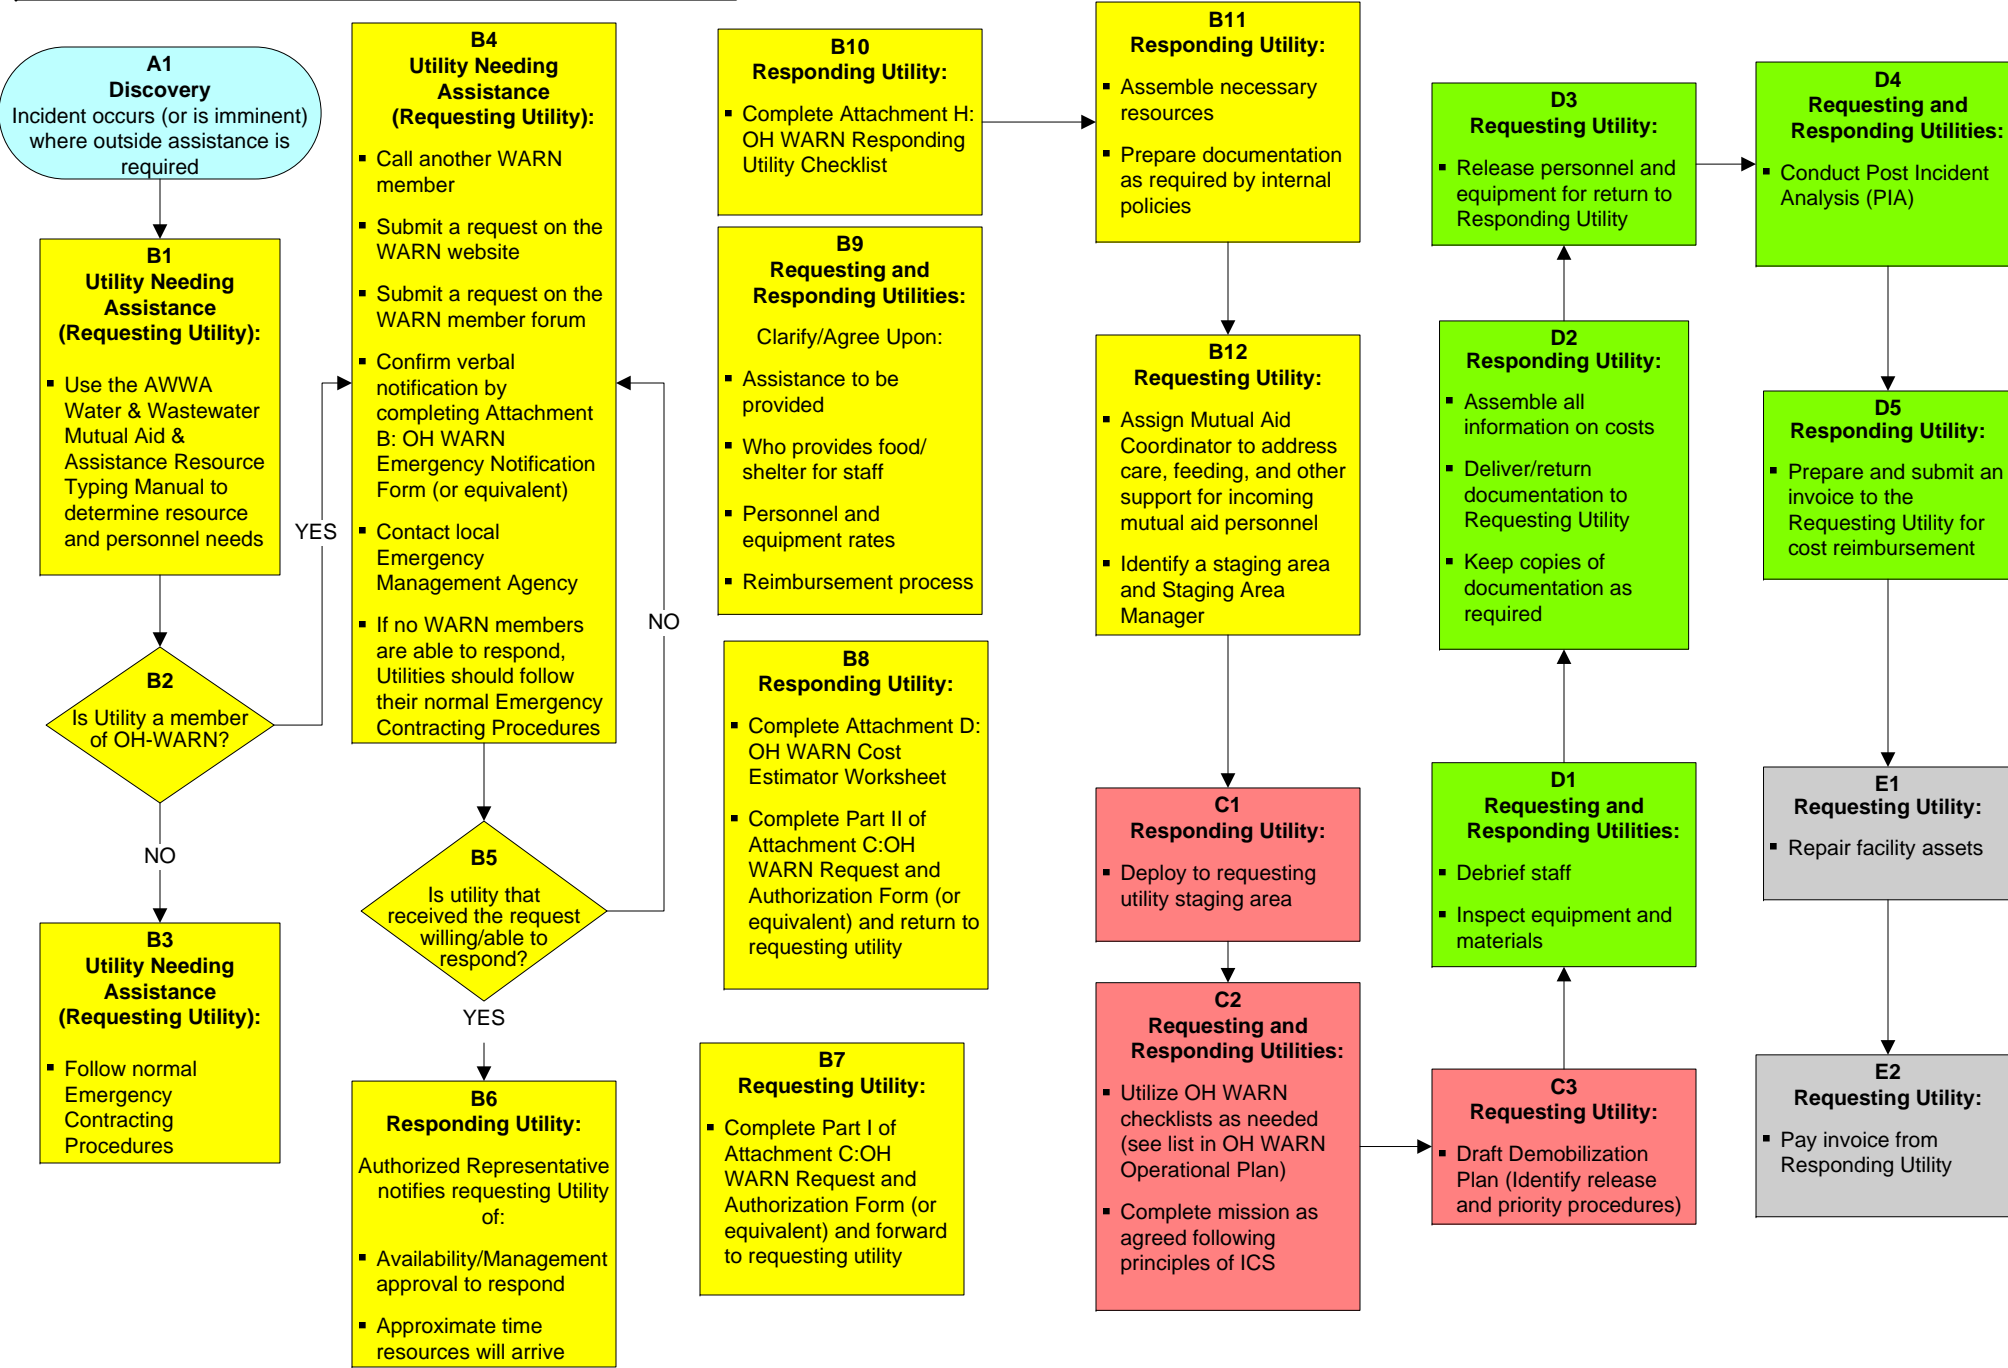 A1
Discovery
Incident occurs (or is imminent)
where outside assistance is
required
B1
Utility Needing
Assistance
(Requesting Utility):
▪ Use the AWWA
Water & Wastewater
Mutual Aid &
Assistance Resource
Typing Manual to
determine resource
and personnel needs
B2
Is Utility a member
of OH-WARN?
YES
NO
B3
Utility Needing
Assistance
(Requesting Utility):
▪ Follow normal
Emergency
Contracting
Procedures
B4
Utility Needing
Assistance
(Requesting Utility):
▪ Call another WARN
member
▪ Submit a request on the
WARN website
▪ Submit a request on the
WARN member forum
▪ Confirm verbal
notification by
completing Attachment
B: OH WARN
Emergency Notification
Form (or equivalent)
▪ Contact local
Emergency
Management Agency
▪ If no WARN members
are able to respond,
Utilities should follow
their normal Emergency
Contracting Procedures
B5
Is utility that
received the request
willing/able to
respond?
NO
YES
B6
Responding Utility:
Authorized Representative
notifies requesting Utility
of:
▪ Availability/Management
approval to respond
▪ Approximate time
resources will arrive
B7
Requesting Utility:
▪ Complete Part I of
Attachment C:OH
WARN Request and
Authorization Form (or
equivalent) and forward
to requesting utility
B8
Responding Utility:
▪ Complete Attachment D:
OH WARN Cost
Estimator Worksheet
▪ Complete Part II of
Attachment C:OH
WARN Request and
Authorization Form (or
equivalent) and return to
requesting utility
B9
Requesting and
Responding Utilities:
Clarify/Agree Upon:
▪ Assistance to be
provided
▪ Who provides food/
shelter for staff
▪ Personnel and
equipment rates
▪ Reimbursement process
B10
Responding Utility:
▪ Complete Attachment H:
OH WARN Responding
Utility Checklist
B11
Responding Utility:
▪ Assemble necessary
resources
▪ Prepare documentation
as required by internal
policies
B12
Requesting Utility:
▪ Assign Mutual Aid
Coordinator to address
care, feeding, and other
support for incoming
mutual aid personnel
▪ Identify a staging area
and Staging Area
Manager
C1
Responding Utility:
▪ Deploy to requesting
utility staging area
C2
Requesting and
Responding Utilities:
▪ Utilize OH WARN
checklists as needed
(see list in OH WARN
Operational Plan)
▪ Complete mission as
agreed following
principles of ICS
C3
Requesting Utility:
▪ Draft Demobilization
Plan (Identify release
and priority procedures)
D1
Requesting and
Responding Utilities:
▪ Debrief staff
▪ Inspect equipment and
materials
D2
Responding Utility:
▪ Assemble all
information on costs
▪ Deliver/return
documentation to
Requesting Utility
▪ Keep copies of
documentation as
required
D3
Requesting Utility:
▪ Release personnel and
equipment for return to
Responding Utility
D4
Requesting and
Responding Utilities:
▪ Conduct Post Incident
Analysis (PIA)
D5
Responding Utility:
▪ Prepare and submit an
invoice to the
Requesting Utility for
cost reimbursement
E1
Requesting Utility:
▪ Repair facility assets
E2
Requesting Utility:
▪ Pay invoice from
Responding Utility